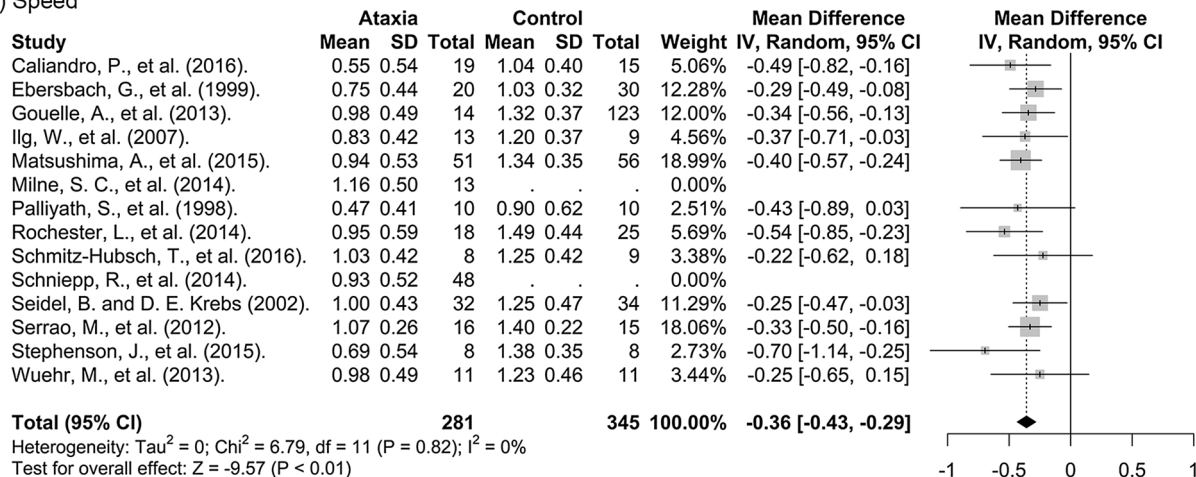 ) Speed
Ataxia Control Mean Difference Mean Difference
Study Mean SD Total Mean SD Total Weight IV, Random, 95% CI IV, Random, 95% CI
Caliandro, P., et al. (2016). 0.55 0.54 19 1.04 0.40 15 5.06% -0.49 [-0.82, -0.16]
Ebersbach, G., et al. (1999). 0.75 0.44 20 1.03 0.32 30 12.28% -0.29 [-0.49, -0.08]
Gouelle, A., et al. (2013). 0.98 0.49 14 1.32 0.37 123 12.00% -0.34 [-0.56, -0.13]
Ilg, W., et al. (2007). 0.83 0.42 13 1.20 0.37 9 4.56% -0.37 [-0.71, -0.03]
Matsushima, A., et al. (2015). 0.94 0.53 51 1.34 0.35 56 18.99% -0.40 [-0.57, -0.24]
Milne, S. C., et al. (2014). 1.16 0.50 13 . . . 0.00%
Palliyath, S., et al. (1998). 0.47 0.41 10 0.90 0.62 10 2.51% -0.43 [-0.89, 0.03]
Rochester, L., et al. (2014). 0.95 0.59 18 1.49 0.44 25 5.69% -0.54 [-0.85, -0.23]
Schmitz-Hubsch, T., et al. (2016). 1.03 0.42 8 1.25 0.42 9 3.38% -0.22 [-0.62, 0.18]
Schniepp, R., et al. (2014). 0.93 0.52 48 . . . 0.00%
Seidel, B. and D. E. Krebs (2002). 1.00 0.43 32 1.25 0.47 34 11.29% -0.25 [-0.47, -0.03]
Serrao, M., et al. (2012). 1.07 0.26 16 1.40 0.22 15 18.06% -0.33 [-0.50, -0.16]
Stephenson, J., et al. (2015). 0.69 0.54 8 1.38 0.35 8 2.73% -0.70 [-1.14, -0.25]
Wuehr, M., et al. (2013). 0.98 0.49 11 1.23 0.46 11 3.44% -0.25 [-0.65, 0.15]
Total (95% CI) 281 345 100.00% -0.36 [-0.43, -0.29]
Heterogeneity: Tau² = 0; Chi² = 6.79, df = 11 (P = 0.82); I² = 0%
Test for overall effect: Z = -9.57 (P < 0.01)
-1 -0.5 0 0.5 1